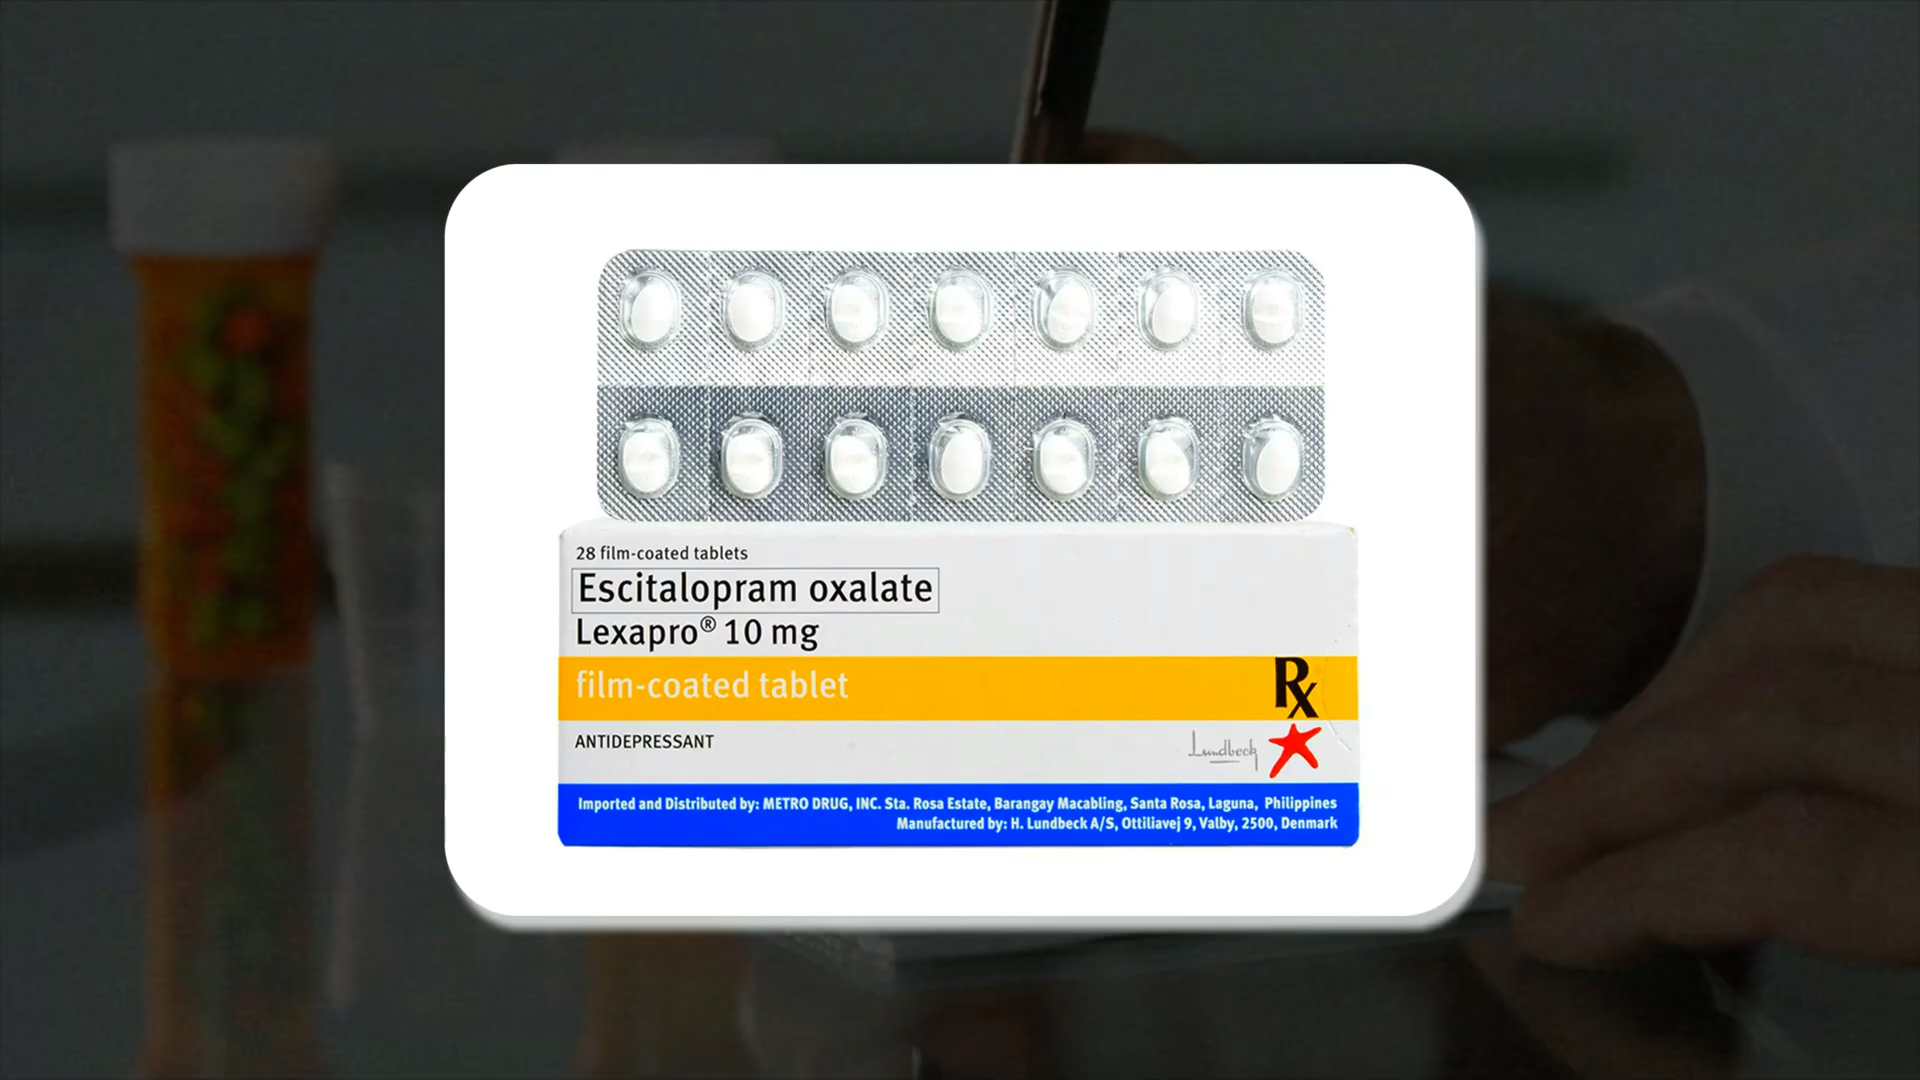 28 film-coated tablets
Escitalopram oxalate
Lexapro® 10 mg
film-coated tablet
Rx
ANTIDEPRESSANT
Lundbeck
Imported and Distributed by: METRO DRUG, INC. Sta. Rosa Estate, Barangay Macabling, Santa Rosa, Laguna, Philippines
Manufactured by: H. Lundbeck A/S, Ottiliavej 9, Valby, 2500, Denmark